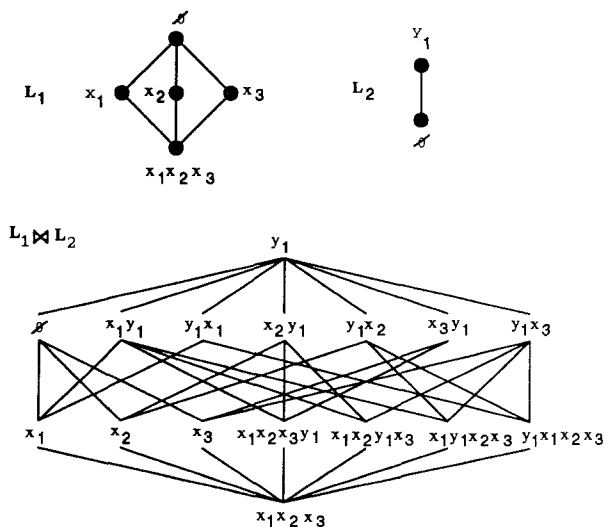 ∅ Y₁
L₁ x₁ x₂ x₃ L₂
x₁x₂x₃ ∅
L₁⋈L₂
y₁
∅ x₁y₁ y₁x₁ x₂y₁ y₁x₂ x₃y₁ y₁x₃
x₁ x₂ x₃ x₁x₂x₃y₁ x₁x₂y₁x₃ x₁y₁x₂x₃ y₁x₁x₂x₃
x₁x₂x₃